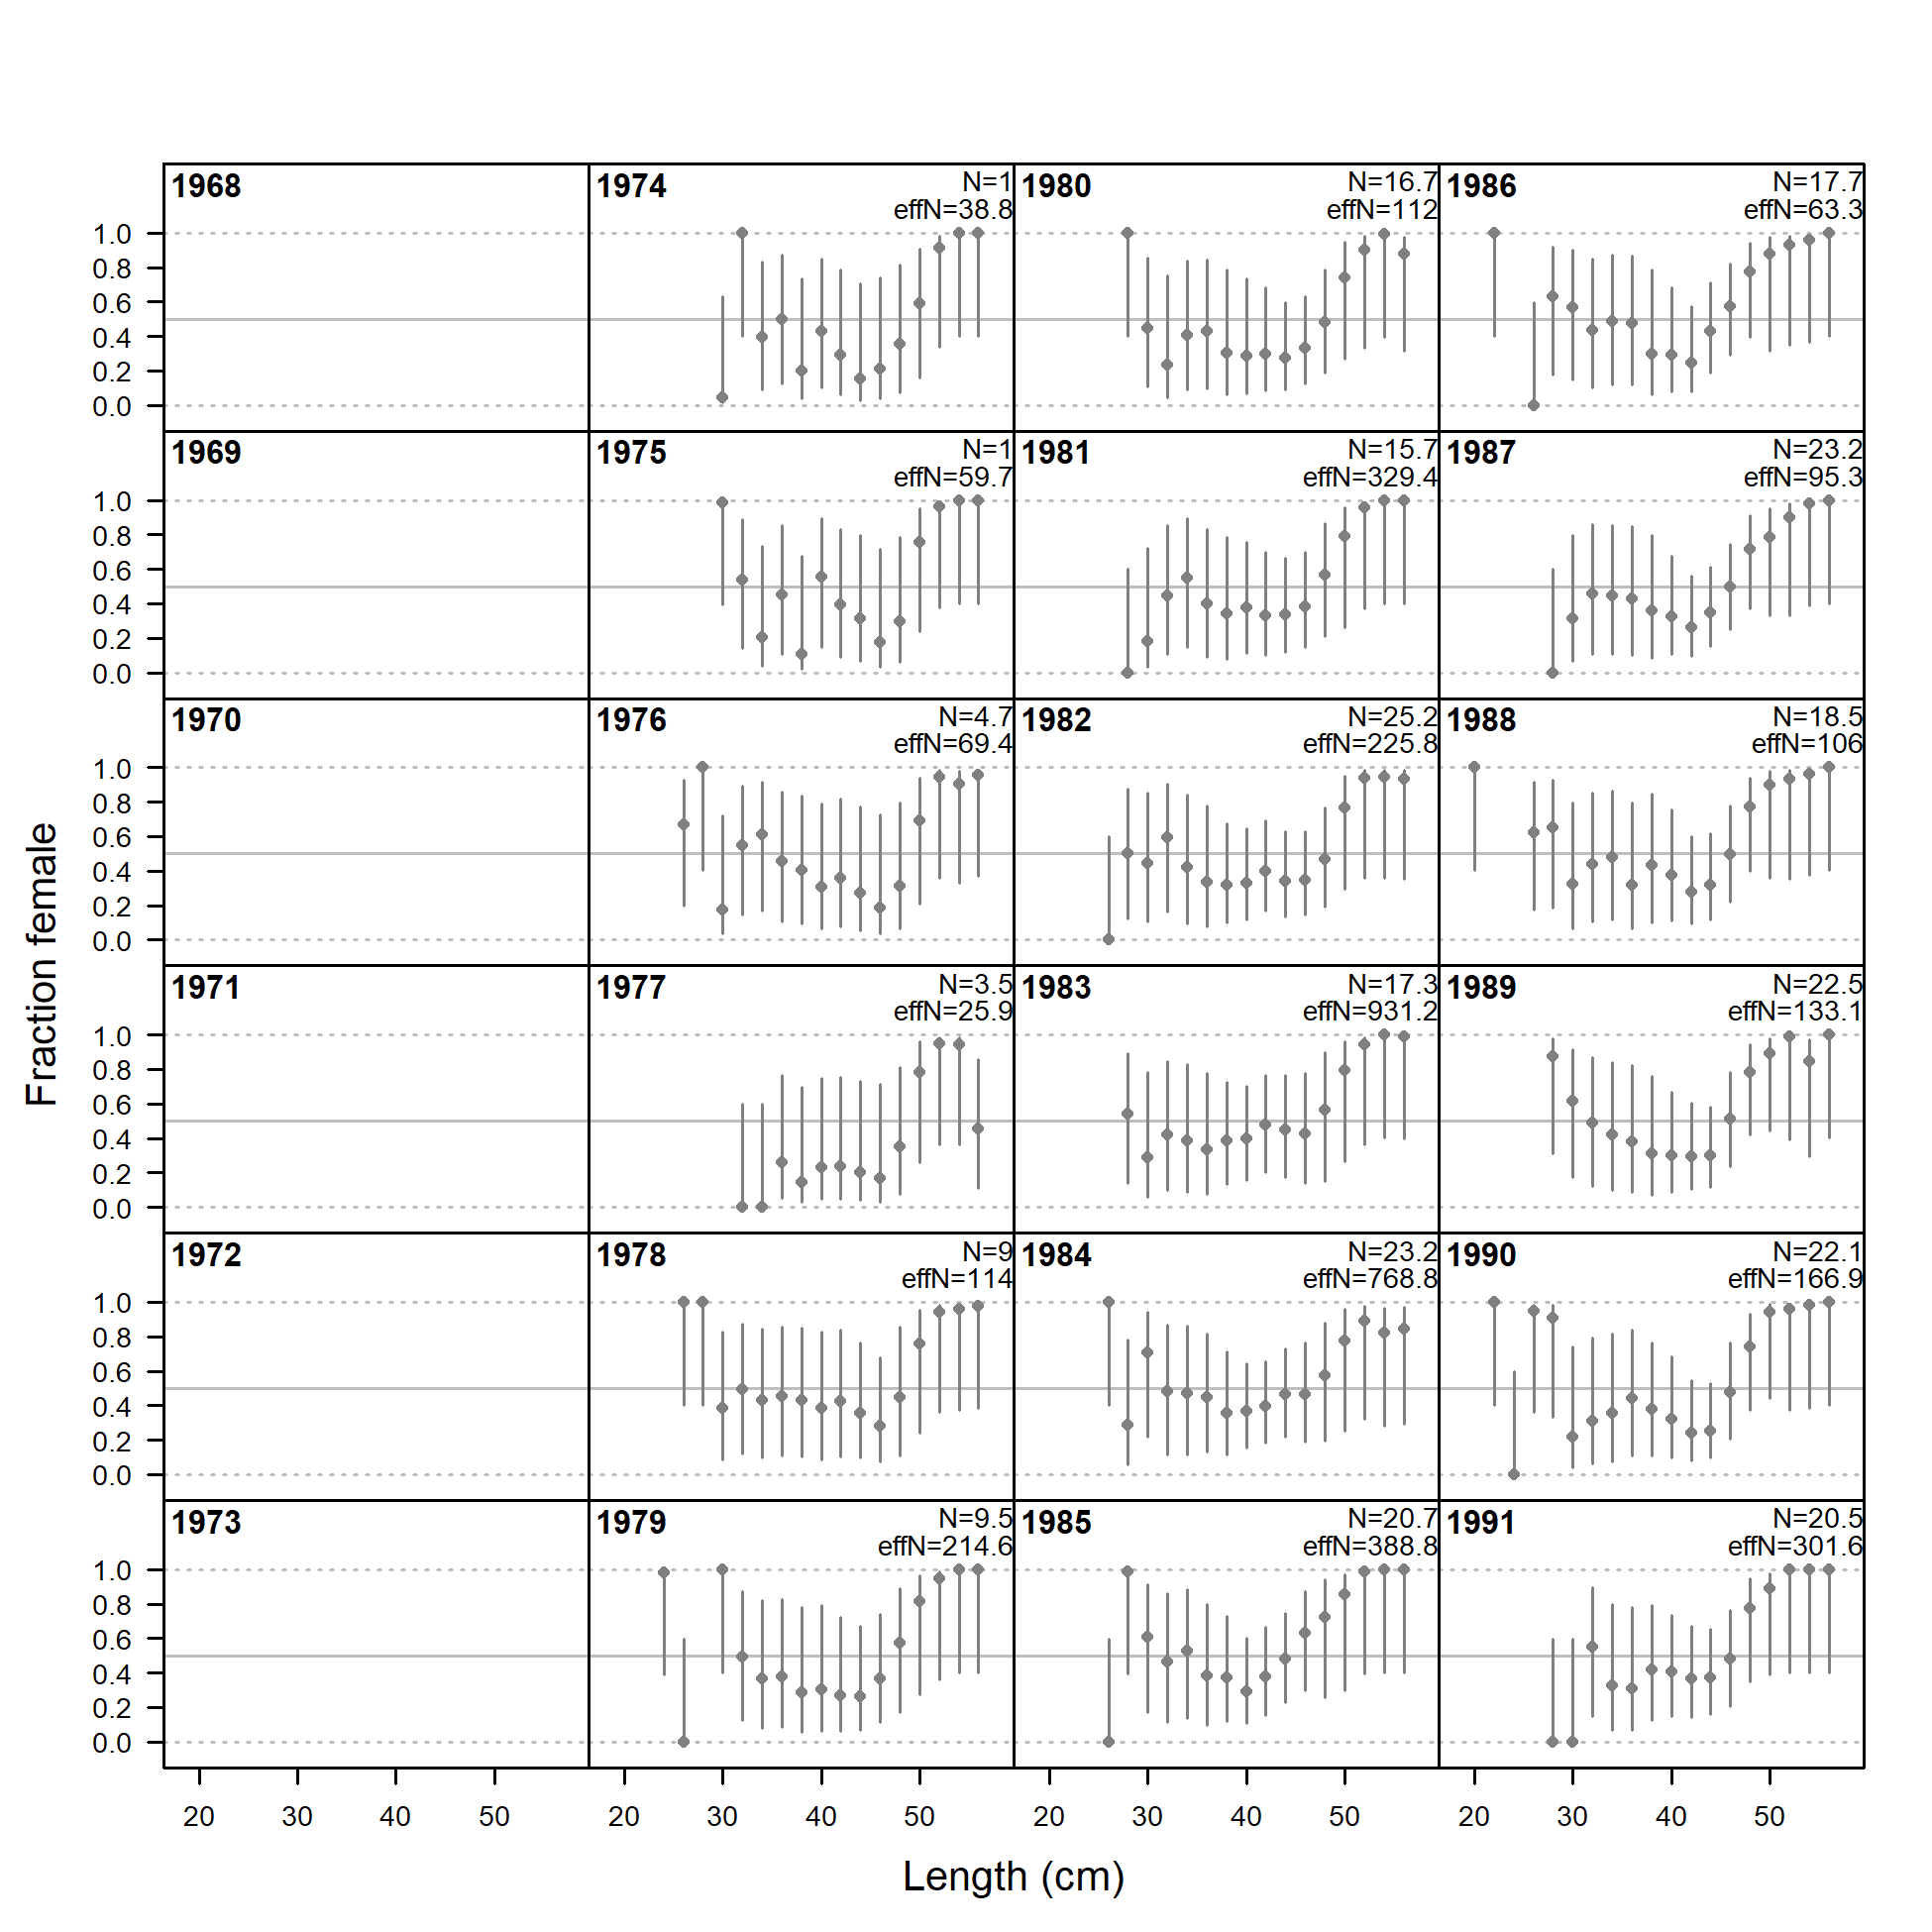 1968
1974
N=1
effN=38.8
1980
N=16.7
effN=112
1986
N=17.7
effN=63.3
1.0
0.8
0.6
0.4
0.2
0.0
1969
1975
N=1
effN=59.7
1981
N=15.7
effN=329.4
1987
N=23.2
effN=95.3
1.0
0.8
0.6
0.4
0.2
0.0
1970
1976
N=4.7
effN=69.4
1982
N=25.2
effN=225.8
1988
N=18.5
effN=106
1.0
0.8
0.6
0.4
0.2
0.0
1971
1977
N=3.5
effN=25.9
1983
N=17.3
effN=931.2
1989
N=22.5
effN=133.1
1.0
0.8
0.6
0.4
0.2
0.0
1972
1978
N=9
effN=114
1984
N=23.2
effN=768.8
1990
N=22.1
effN=166.9
1.0
0.8
0.6
0.4
0.2
0.0
1973
1979
N=9.5
effN=214.6
1985
N=20.7
effN=388.8
1991
N=20.5
effN=301.6
1.0
0.8
0.6
0.4
0.2
0.0
20 30 40 50 20 30 40 50 20 30 40 50 20 30 40 50
Length (cm)
Fraction female